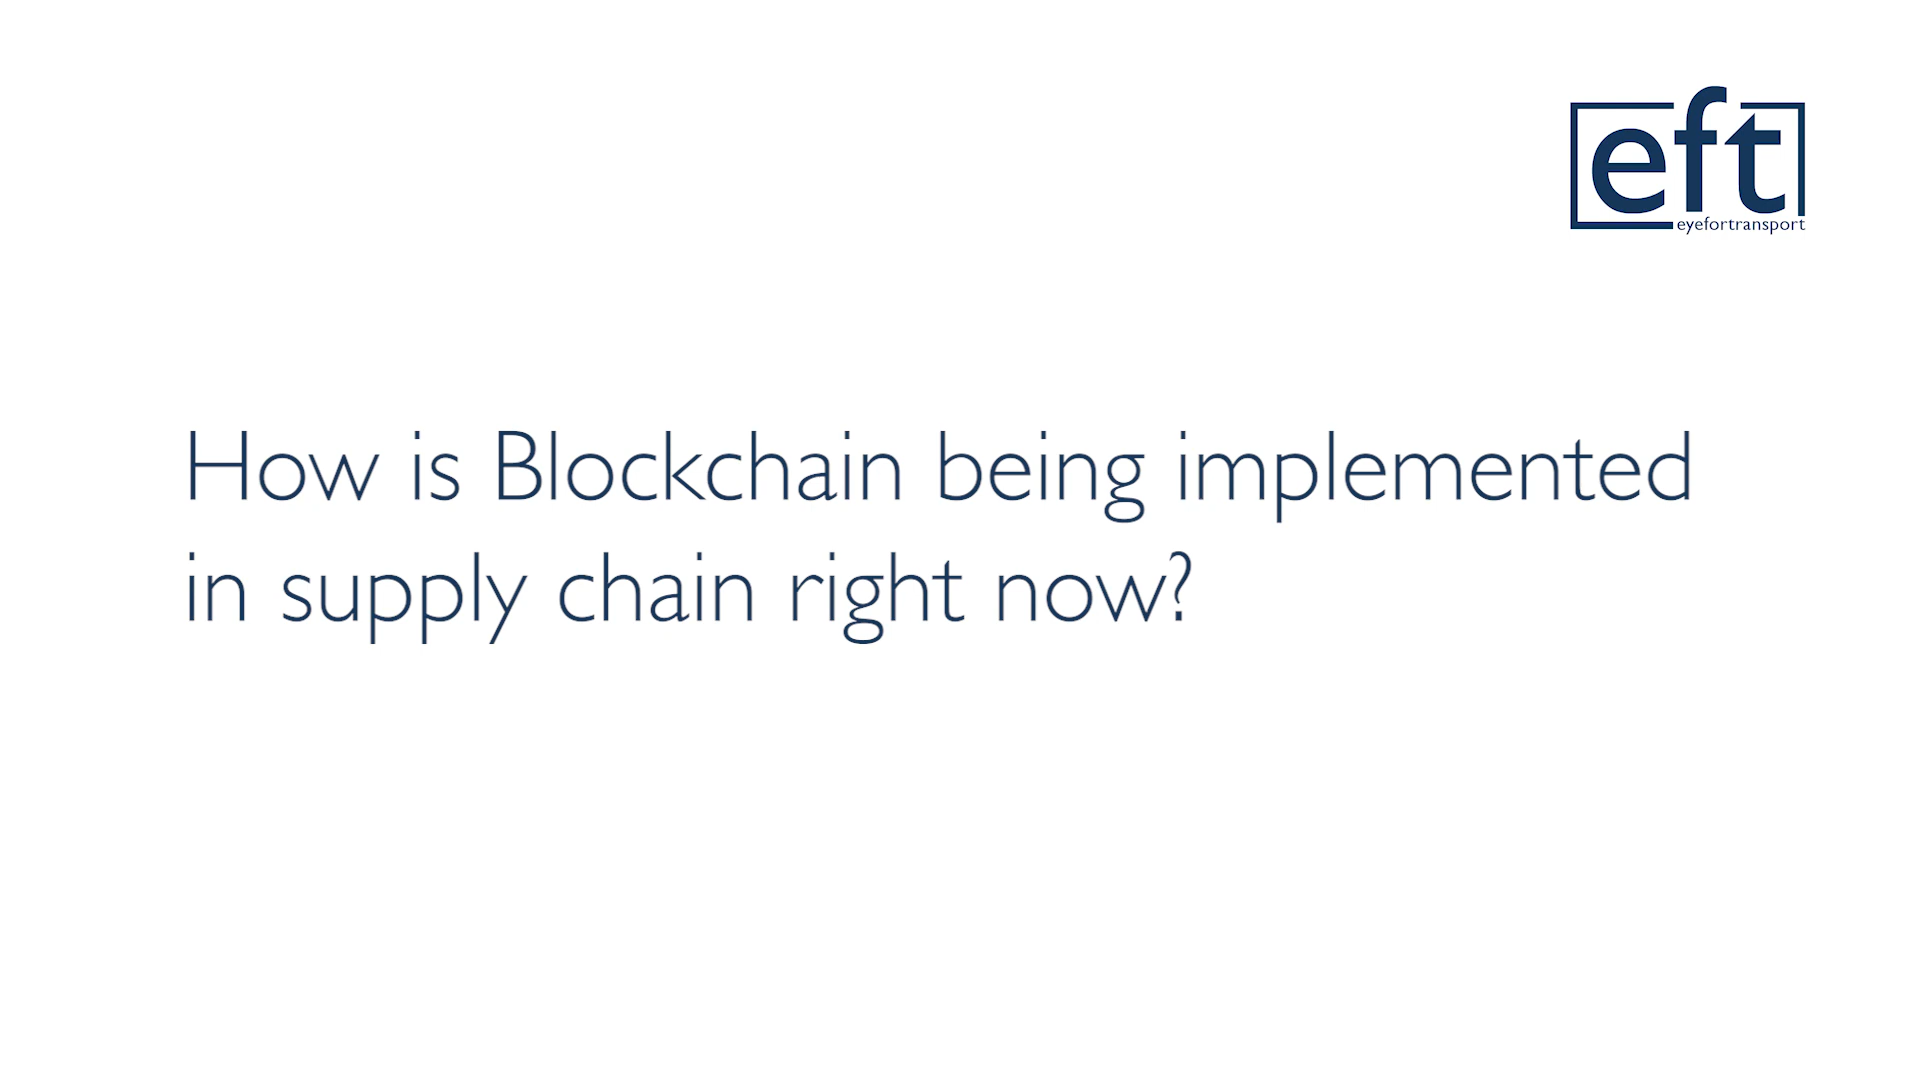 eft
eyefortransport
How is Blockchain being implemented
in supply chain right now?